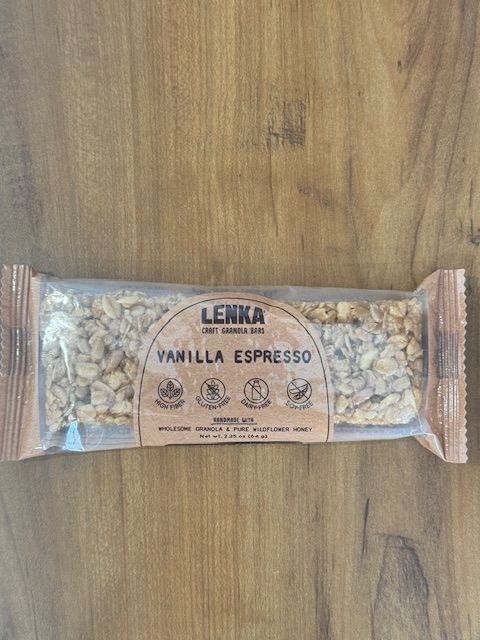 LENKA
CRAFT GRANOLA BARS
VANILLA ESPRESSO
HIGH FIBER GLUTEN-FREE DAIRY-FREE SOY-FREE
HANDMADE WITH
WHOLESOME GRANOLA & PURE WILDFLOWER HONEY
Net wt. 2.25 oz (64 g)